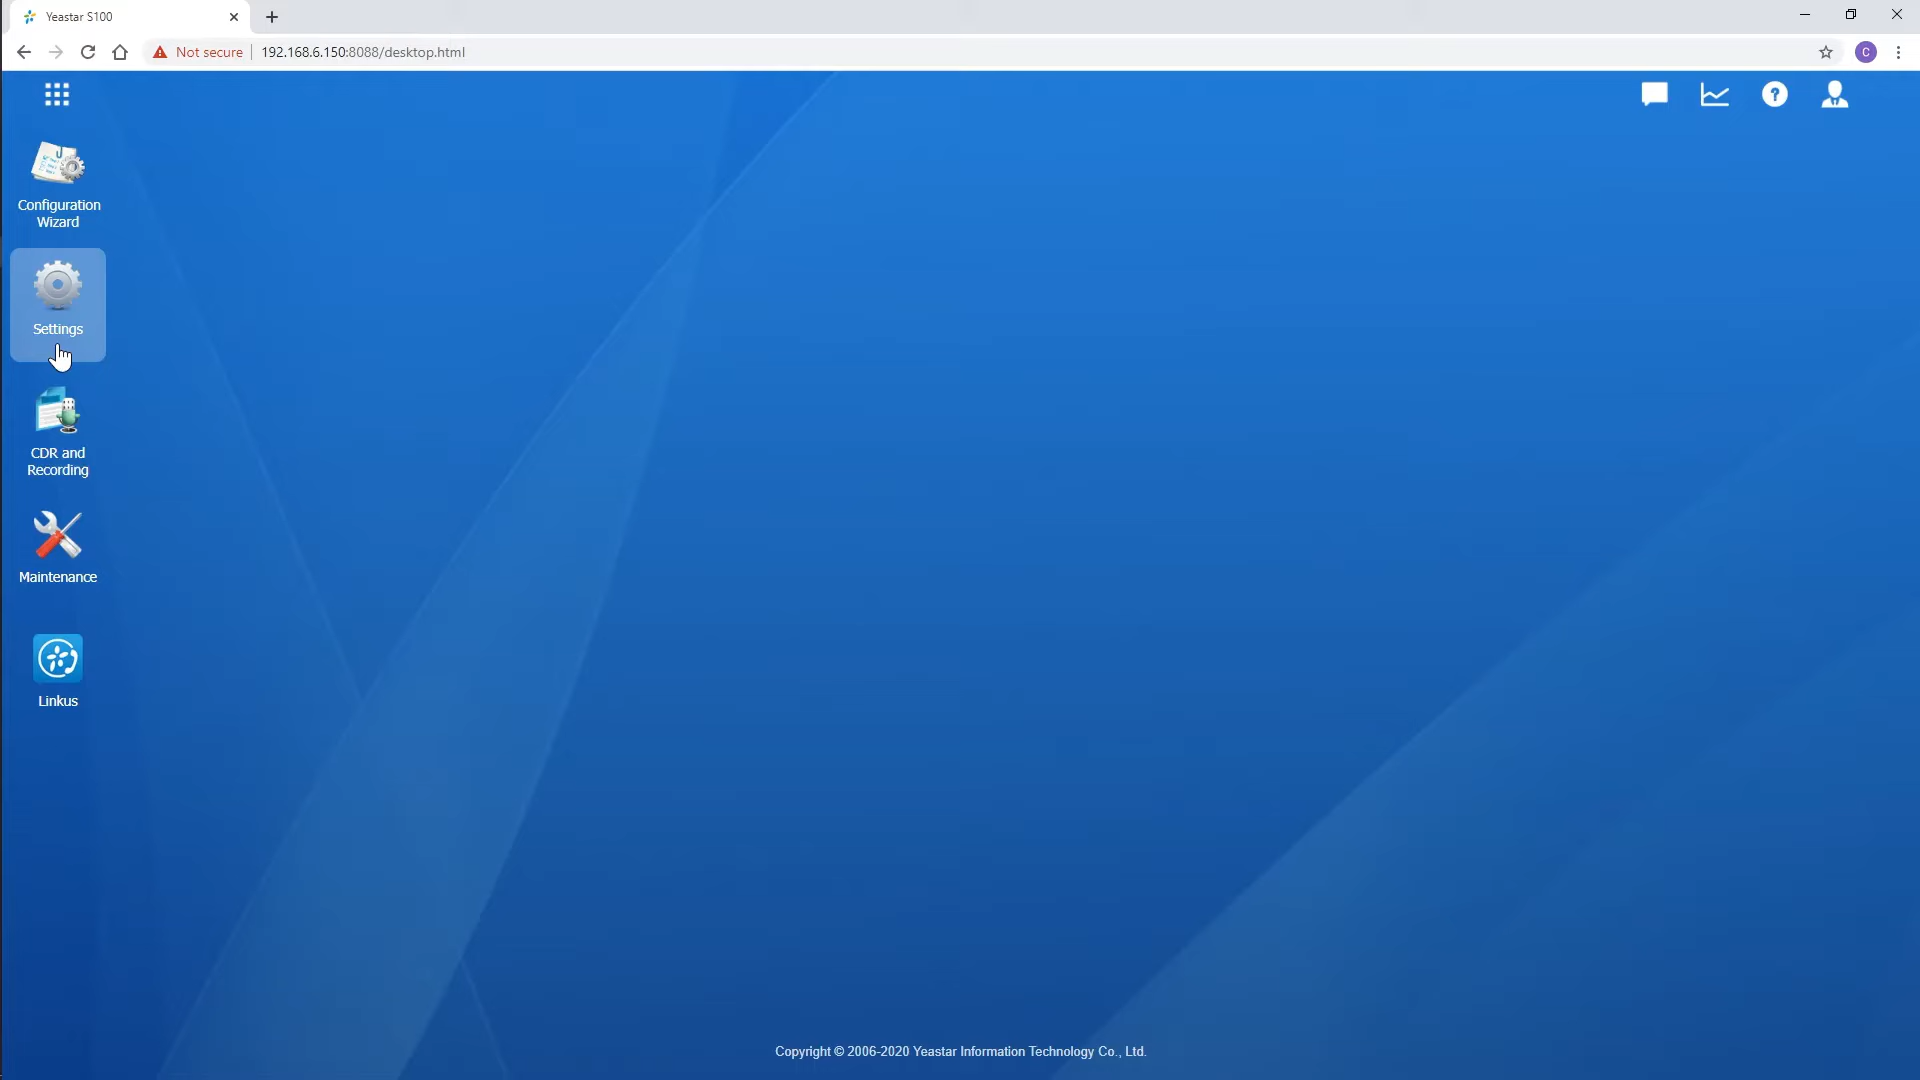 Yeastar S100
Not secure
192.168.6.150:8088/desktop.html
C
Configuration
Wizard
Settings
CDR and
Recording
Maintenance
Linkus
Copyright © 2006-2020 Yeastar Information Technology Co., Ltd.